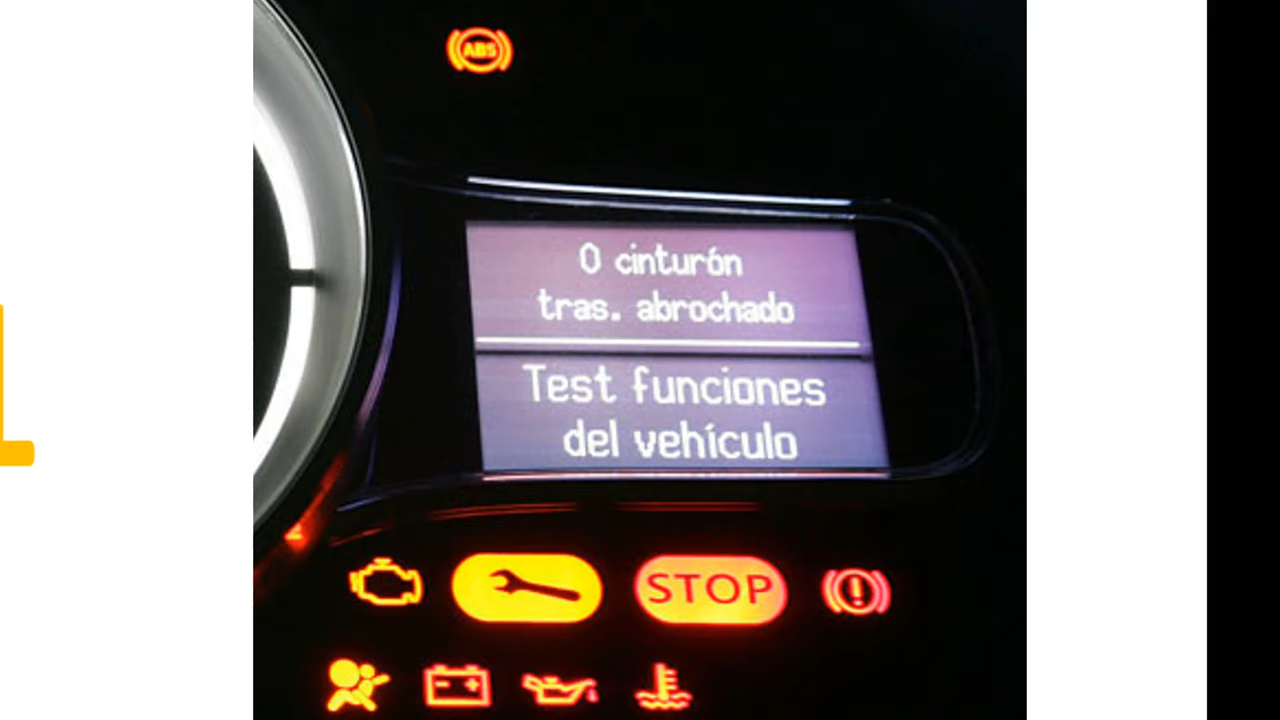 ABS
0 cinturón
tras. abrochado
Test funciones
del vehículo
STOP